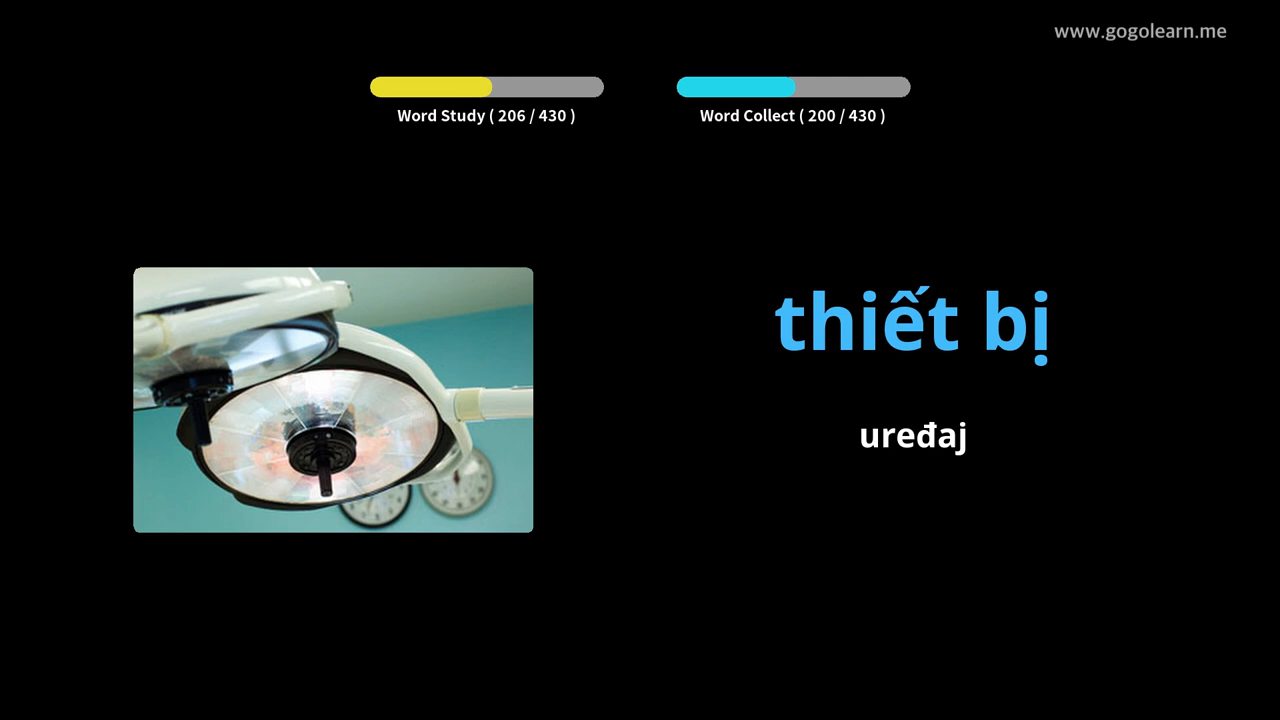 www.gogolearn.me
Word Study ( 206 / 430 )
Word Collect ( 200 / 430 )
thiết bị
uređaj